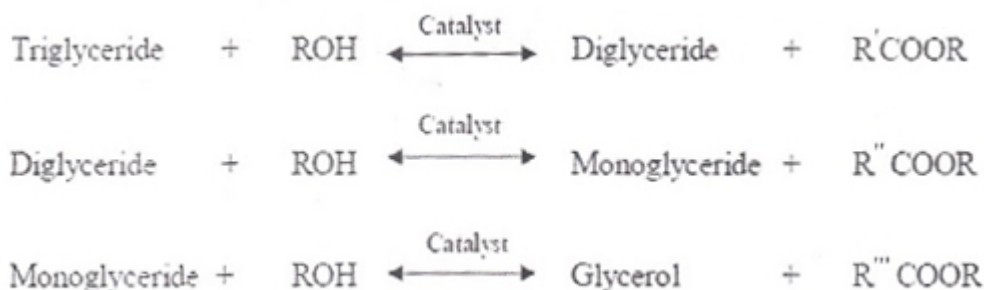 Catalyst
Triglyceride + ROH ⟷ Diglyceride + R'COOR
Catalyst
Diglyceride + ROH ⟷ Monoglyceride + R''COOR
Catalyst
Monoglyceride + ROH ⟷ Glycerol + R'''COOR